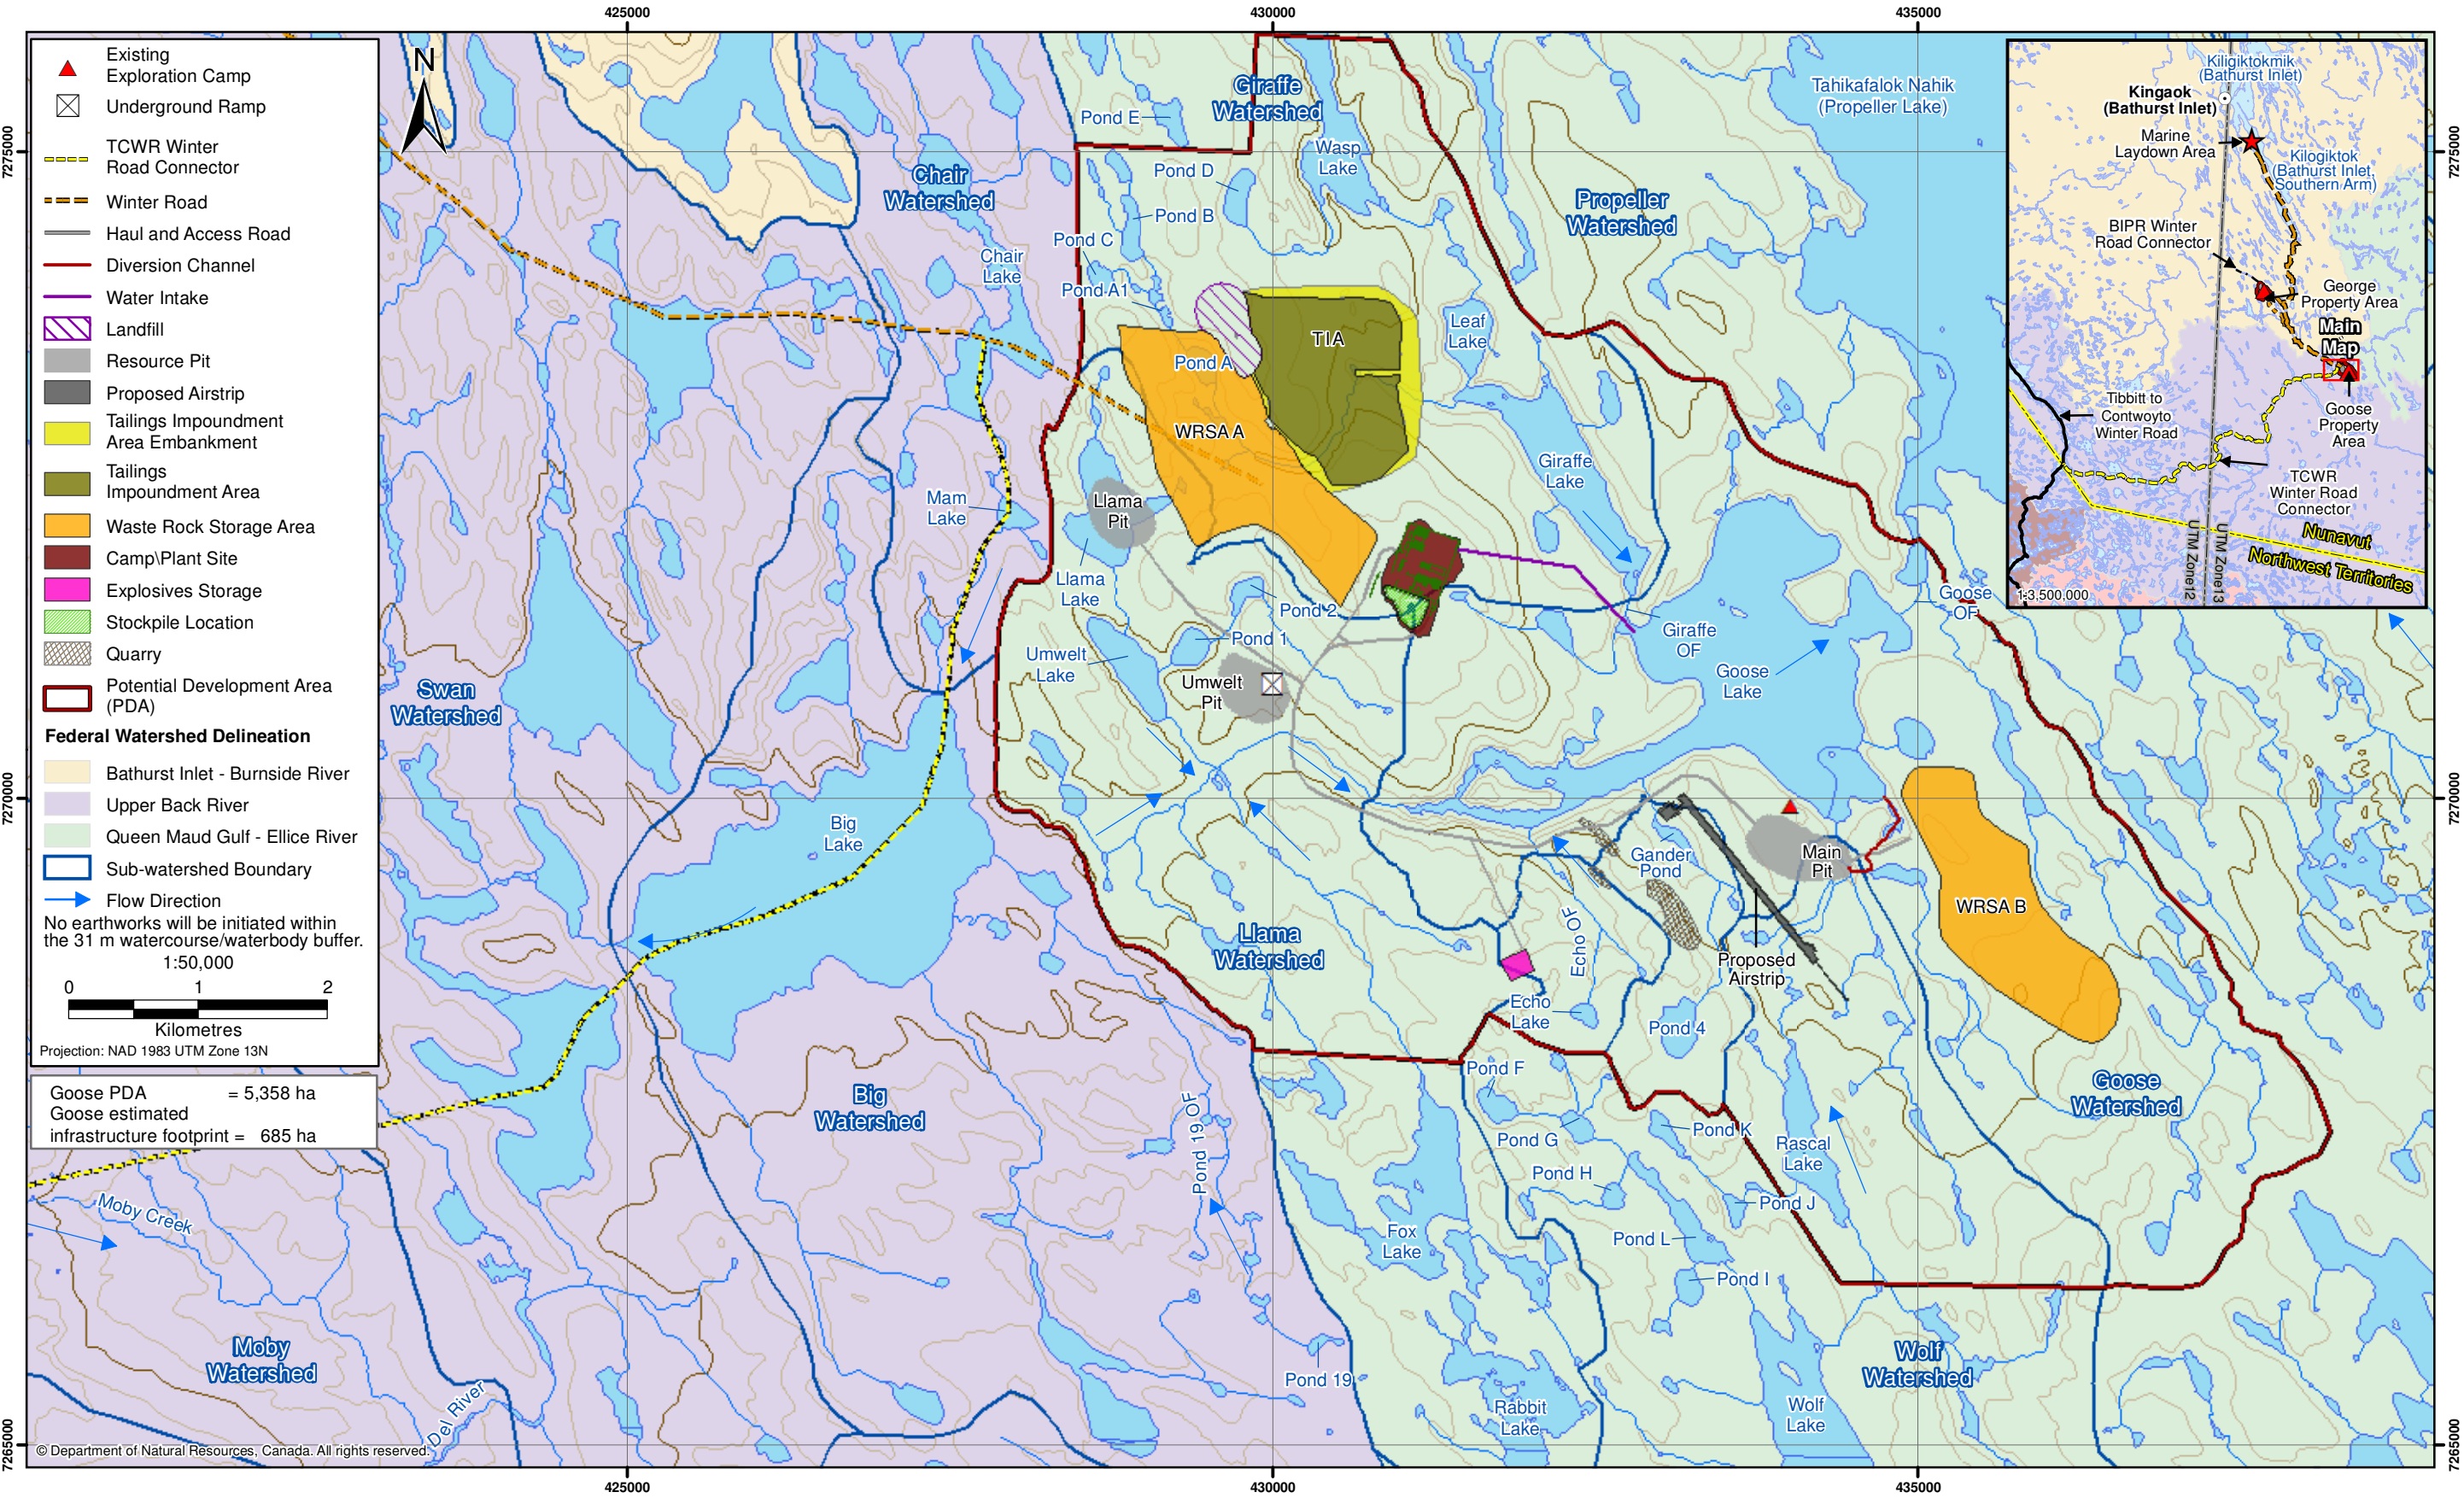 425000
430000
435000
7275000
7270000
7265000
7275000
7270000
7265000
425000
430000
435000
Existing
Exploration Camp
Underground Ramp
TCWR Winter
Road Connector
Winter Road
Haul and Access Road
Diversion Channel
Water Intake
Landfill
Resource Pit
Proposed Airstrip
Tailings Impoundment
Area Embankment
Tailings
Impoundment Area
Waste Rock Storage Area
Camp\Plant Site
Explosives Storage
Stockpile Location
Quarry
Potential Development Area
(PDA)
Federal Watershed Delineation
Bathurst Inlet - Burnside River
Upper Back River
Queen Maud Gulf - Ellice River
Sub-watershed Boundary
Flow Direction
No earthworks will be initiated within
the 31 m watercourse/waterbody buffer.
1:50,000
0 1 2
Kilometres
Projection: NAD 1983 UTM Zone 13N
Goose PDA = 5,358 ha
Goose estimated
infrastructure footprint = 685 ha
N
Giraffe
Watershed
Pond E
Wasp
Lake
Pond D
Pond B
Pond C
Pond A1
Chair
Watershed
Chair
Lake
Tahikafalok Nahik
(Propeller Lake)
Propeller
Watershed
Leaf
Lake
TIA
Pond A
WRSA A
Giraffe
Lake
Mam
Lake
Llama
Pit
Llama
Lake
Pond 2
Pond 1
Umwelt
Lake
Umwelt
Pit
Giraffe
OF
Goose
Lake
Goose
OF
Swan
Watershed
Big
Lake
Gander
Pond
Main
Pit
WRSA B
Llama
Watershed
Echo OF
Proposed
Airstrip
Echo
Lake
Pond 4
Pond F
Pond G
Pond K
Pond H
Pond J
Rascal
Lake
Goose
Watershed
Big
Watershed
Pond 19 OF
Fox
Lake
Pond L
Pond I
Moby Creek
Moby
Watershed
Del River
Pond 19
Rabbit
Lake
Wolf
Lake
Wolf
Watershed
© Department of Natural Resources, Canada. All rights reserved.
Kiligiktokmik
(Bathurst Inlet)
Kingaok
(Bathurst Inlet)
Marine
Laydown Area
Kilogiktok
(Bathurst Inlet,
Southern Arm)
BIPR Winter
Road Connector
George
Property Area
Main
Map
Tibbitt to
Contwoyto
Winter Road
Goose
Property
Area
TCWR
Winter Road
Connector
UTM Zone12
UTM Zone13
Nunavut
Northwest Territories
1:3,500,000